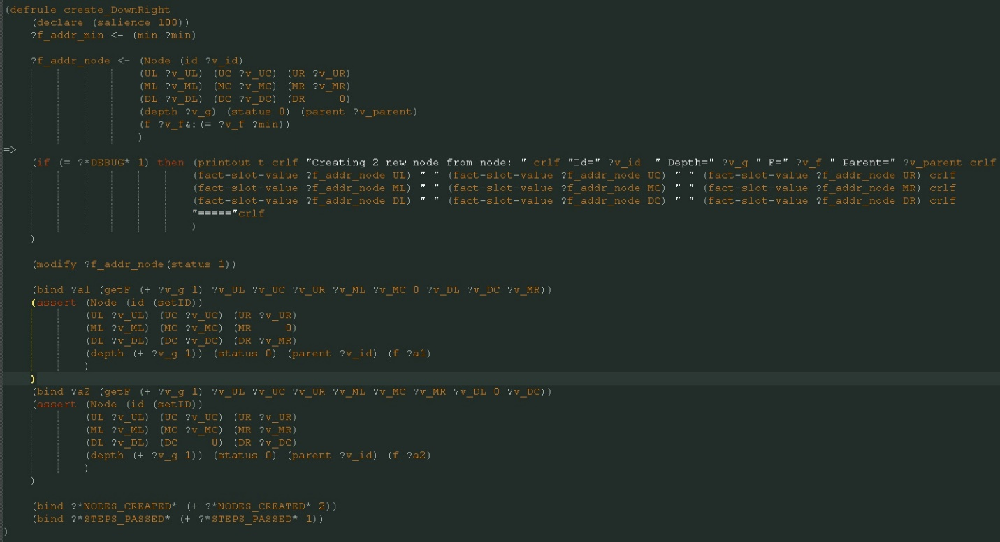 (defrule create_DownRight
    (declare (salience 100))
    ?f_addr_min <- (min ?min)

    ?f_addr_node <- (Node (id ?v_id)
                    (UL ?v_UL) (UC ?v_UC) (UR ?v_UR)
                    (ML ?v_ML) (MC ?v_MC) (MR ?v_MR)
                    (DL ?v_DL) (DC ?v_DC) (DR     0)
                    (depth ?v_g) (status 0) (parent ?v_parent)
                    (f ?v_f&:(= ?v_f ?min))
                    )
=>
    (if (= ?*DEBUG* 1) then (printout t crlf "Creating 2 new node from node: " crlf "Id=" ?v_id  " Depth=" ?v_g " F=" ?v_f " Parent=" ?v_parent crlf
                            (fact-slot-value ?f_addr_node UL) " " (fact-slot-value ?f_addr_node UC) " " (fact-slot-value ?f_addr_node UR) crlf
                            (fact-slot-value ?f_addr_node ML) " " (fact-slot-value ?f_addr_node MC) " " (fact-slot-value ?f_addr_node MR) crlf
                            (fact-slot-value ?f_addr_node DL) " " (fact-slot-value ?f_addr_node DC) " " (fact-slot-value ?f_addr_node DR) crlf
                            "====="crlf
                            )
    )

    (modify ?f_addr_node(status 1))

    (bind ?a1 (getF (+ ?v_g 1) ?v_UL ?v_UC ?v_UR ?v_ML ?v_MC 0 ?v_DL ?v_DC ?v_MR))
    (assert (Node (id (setID))
            (UL ?v_UL) (UC ?v_UC) (UR ?v_UR)
            (ML ?v_ML) (MC ?v_MC) (MR     0)
            (DL ?v_DL) (DC ?v_DC) (DR ?v_MR)
            (depth (+ ?v_g 1)) (status 0) (parent ?v_id) (f ?a1)
            )
    )
    (bind ?a2 (getF (+ ?v_g 1) ?v_UL ?v_UC ?v_UR ?v_ML ?v_MC ?v_MR ?v_DL 0 ?v_DC))
    (assert (Node (id (setID))
            (UL ?v_UL) (UC ?v_UC) (UR ?v_UR)
            (ML ?v_ML) (MC ?v_MC) (MR ?v_MR)
            (DL ?v_DL) (DC     0) (DR ?v_DC)
            (depth (+ ?v_g 1)) (status 0) (parent ?v_id) (f ?a2)
            )
    )

    (bind ?*NODES_CREATED* (+ ?*NODES_CREATED* 2))
    (bind ?*STEPS_PASSED* (+ ?*STEPS_PASSED* 1))
)